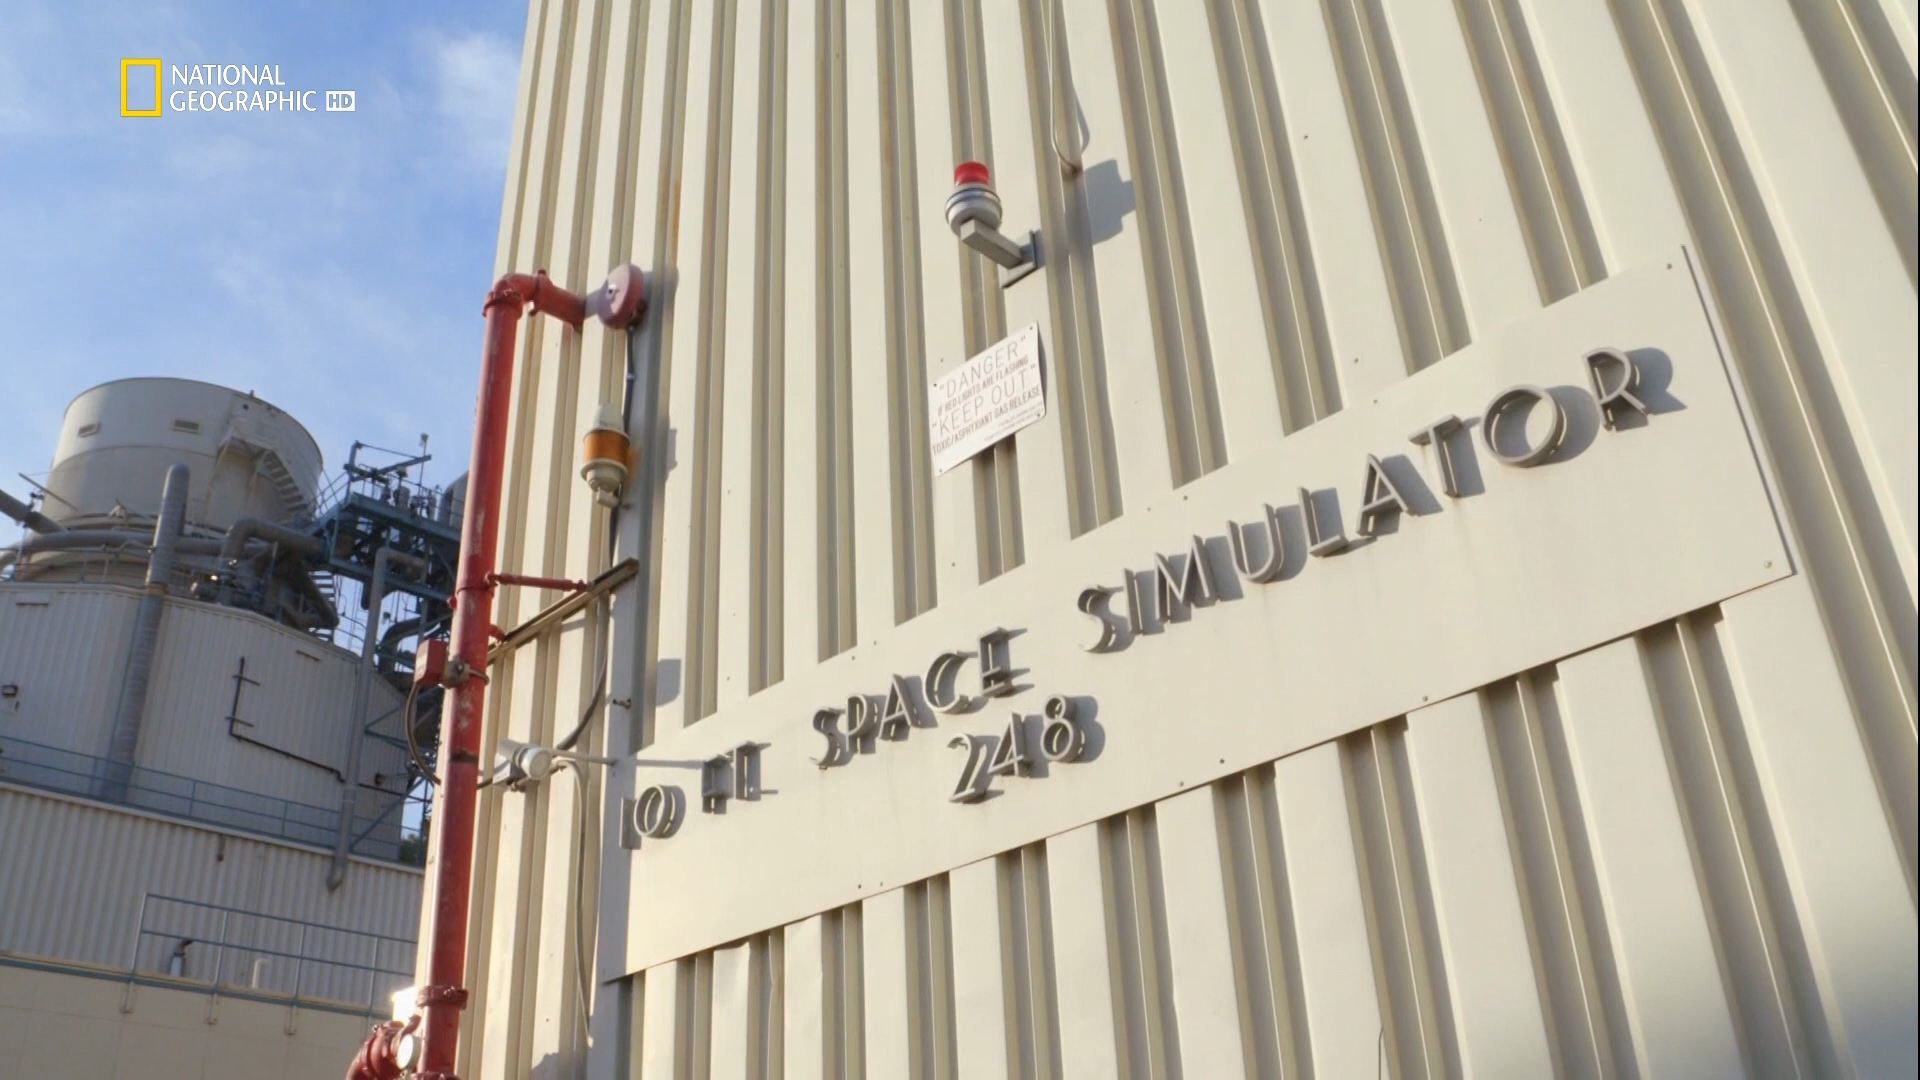 NATIONAL
GEOGRAPHIC HD
"DANGER"
IF RED LIGHTS ARE FLASHING
"KEEP OUT"
TOXIC/ASPHYXIANT GAS RELEASE
10 FT SPACE SIMULATOR
248